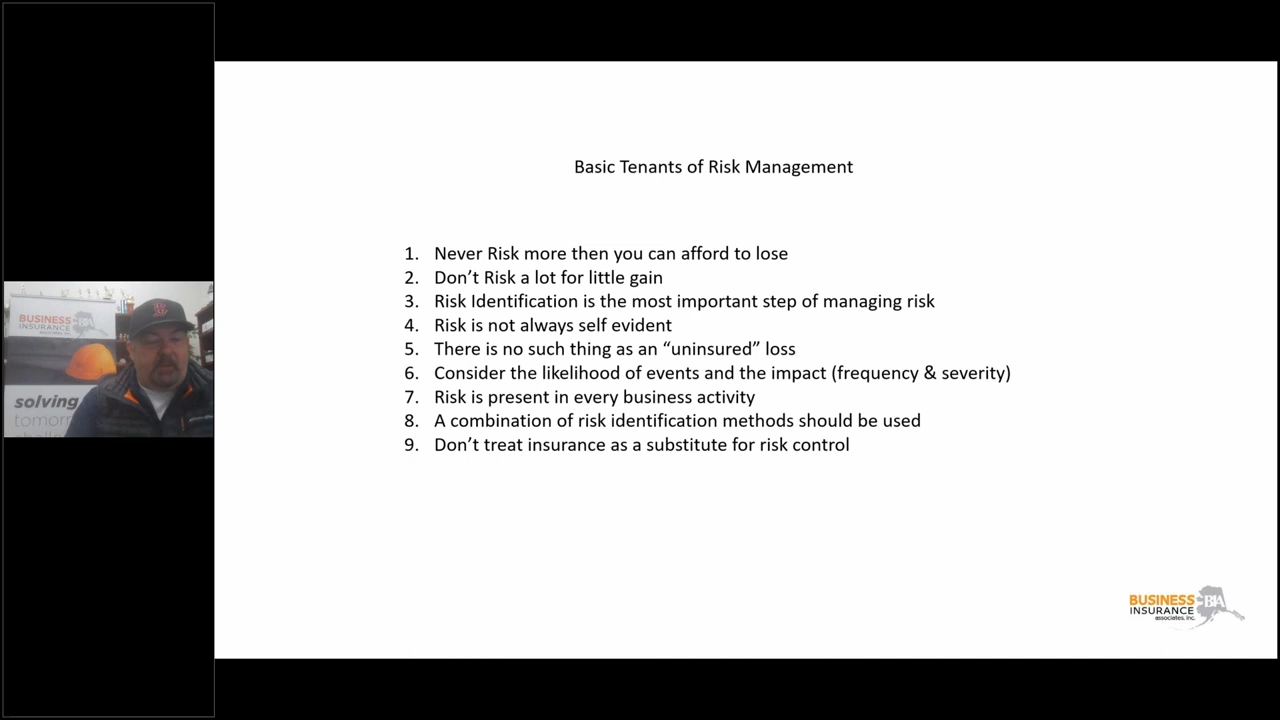 Basic Tenants of Risk Management
1. Never Risk more then you can afford to lose
2. Don’t Risk a lot for little gain
3. Risk Identification is the most important step of managing risk
4. Risk is not always self evident
5. There is no such thing as an “uninsured” loss
6. Consider the likelihood of events and the impact (frequency & severity)
7. Risk is present in every business activity
8. A combination of risk identification methods should be used
9. Don’t treat insurance as a substitute for risk control
BUSINESS
INSURANCE
solving
tomor
BUSINESS BIA
INSURANCE
associates, inc.